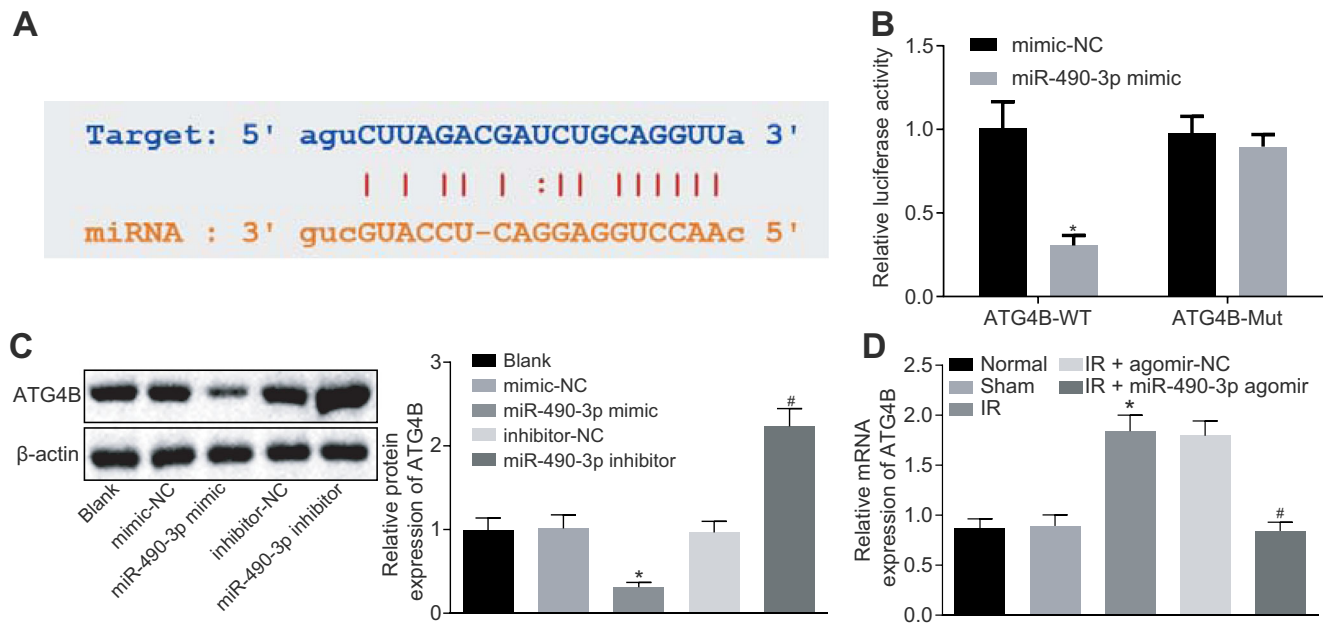 A
Target: 5' aguCUUAGACGAUCUGCAGGUUa 3'
| | || | :|| ||||||
miRNA : 3' gucGUACCU-CAGGAGGUCCAAc 5'
B
Relative luciferase activity
1.5
1.0
0.5
0.0
mimic-NC
miR-490-3p mimic
*
ATG4B-WT
ATG4B-Mut
C
ATG4B
β-actin
Blank
mimic-NC
miR-490-3p mimic
inhibitor-NC
miR-490-3p inhibitor
Relative protein
expression of ATG4B
3
2
1
0
Blank
mimic-NC
miR-490-3p mimic
inhibitor-NC
miR-490-3p inhibitor
*
#
D
Relative mRNA
expression of ATG4B
2.5
2.0
1.5
1.0
0.5
0.0
Normal
Sham
IR
IR + agomir-NC
IR + miR-490-3p agomir
*
#